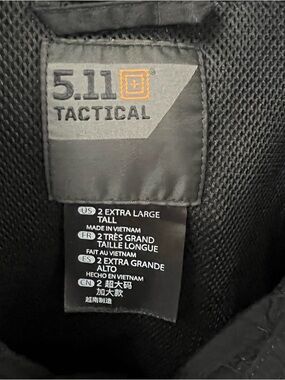 5.11®
TACTICAL
US 2 EXTRA LARGE
TALL
MADE IN VIETNAM
FR 2 TRÈS GRAND
TAILLE LONGUE
FAIT AU VIETNAM
ES 2 EXTRA GRANDE
ALTO
HECHO EN VIETNAM
CN 2 超大码
加大款
越南制造